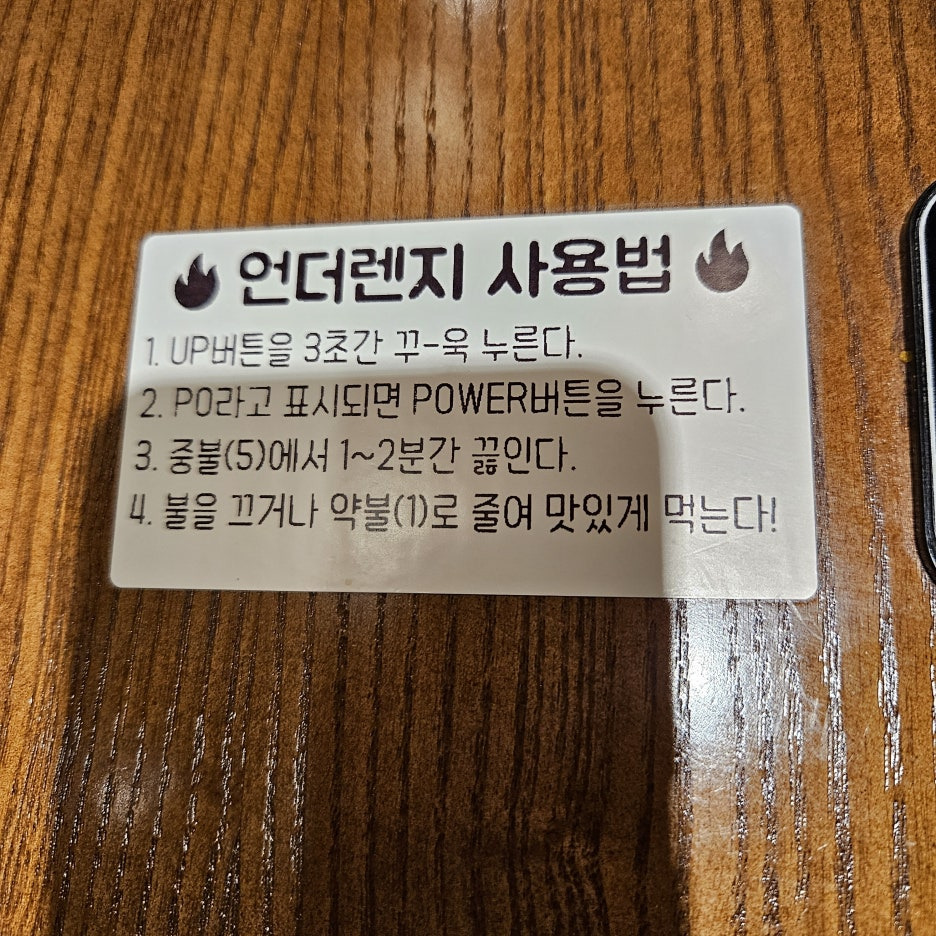 언더렌지 사용법
1. UP버튼을 3초간 꾸-욱 누른다.
2. PO라고 표시되면 POWER버튼을 누른다.
3. 중불(5)에서 1~2분간 끓인다.
4. 불을 끄거나 약불(1)로 줄여 맛있게 먹는다!